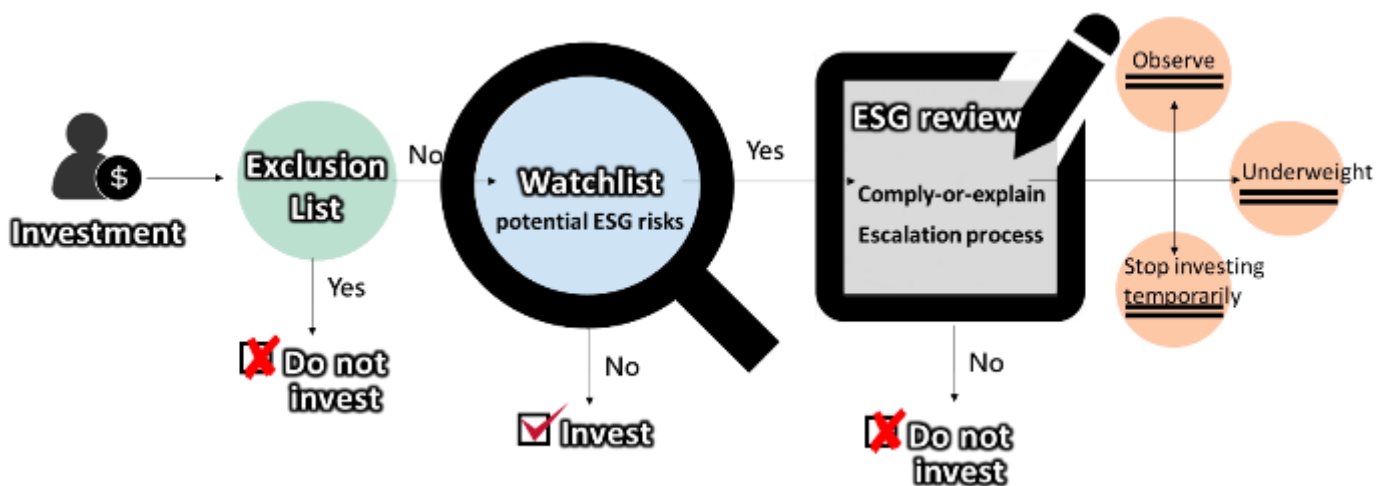 $
Investment
Exclusion
List
No
Yes
Do not
invest
Watchlist
potential ESG risks
No
Invest
Yes
ESG review
Comply-or-explain
Escalation process
No
Do not
invest
Observe
Underweight
Stop investing
temporarily